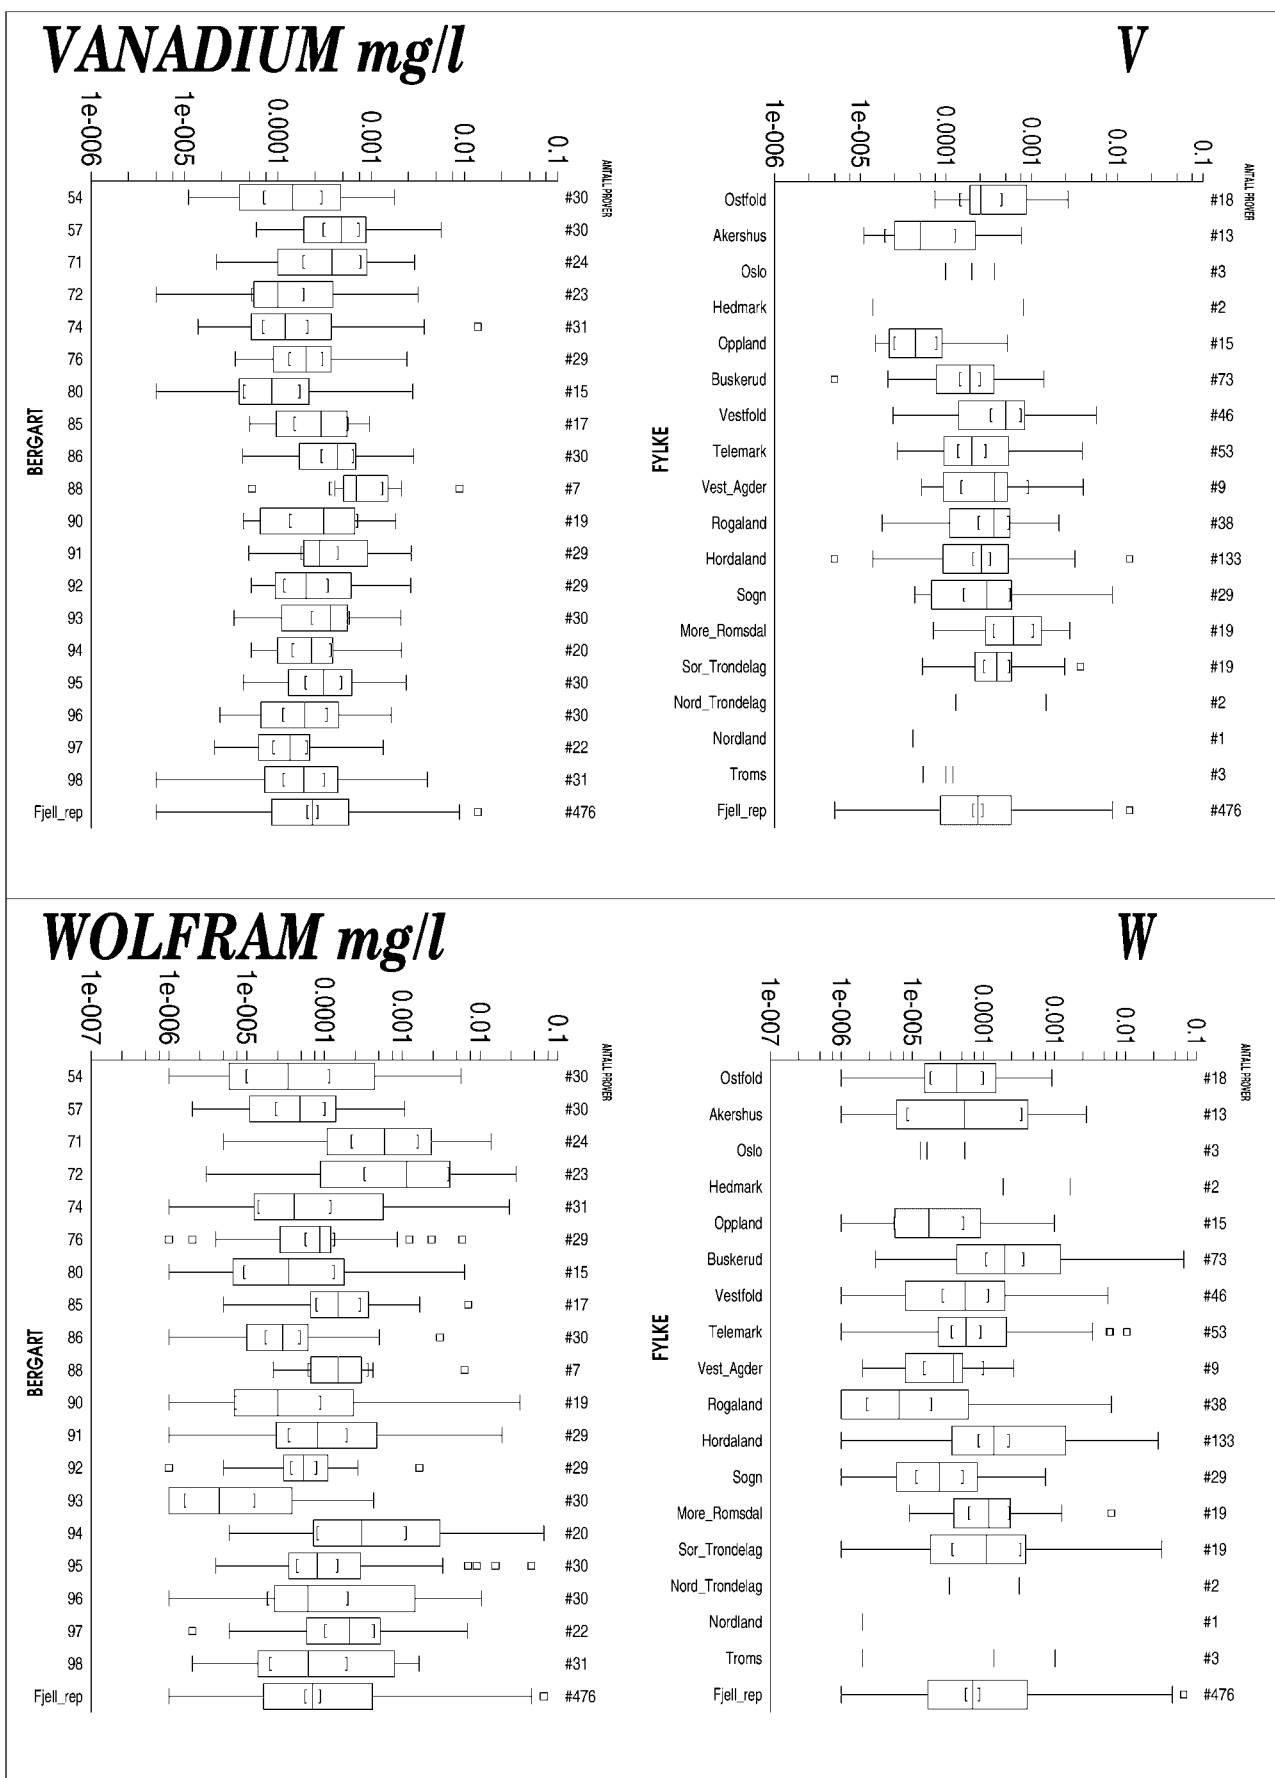 VANADIUM mg/l V
1e-006 1e-005 0.0001 0.001 0.01 0.1
ANTALL PROVER
BERGART
54 #30
57 #30
71 #24
72 #23
74 #31
76 #29
80 #15
85 #17
86 #30
88 #7
90 #19
91 #29
92 #29
93 #30
94 #20
95 #30
96 #30
97 #22
98 #31
Fjell_rep #476
1e-006 1e-005 0.0001 0.001 0.01 0.1
ANTALL PROVER
FYLKE
Ostfold #18
Akershus #13
Oslo #3
Hedmark #2
Oppland #15
Buskerud #73
Vestfold #46
Telemark #53
Vest_Agder #9
Rogaland #38
Hordaland #133
Sogn #29
More_Romsdal #19
Sor_Trondelag #19
Nord_Trondelag #2
Nordland #1
Troms #3
Fjell_rep #476
WOLFRAM mg/l W
1e-007 1e-006 1e-005 0.0001 0.001 0.01 0.1
ANTALL PROVER
BERGART
54 #30
57 #30
71 #24
72 #23
74 #31
76 #29
80 #15
85 #17
86 #30
88 #7
90 #19
91 #29
92 #29
93 #30
94 #20
95 #30
96 #30
97 #22
98 #31
Fjell_rep #476
1e-007 1e-006 1e-005 0.0001 0.001 0.01 0.1
ANTALL PROVER
FYLKE
Ostfold #18
Akershus #13
Oslo #3
Hedmark #2
Oppland #15
Buskerud #73
Vestfold #46
Telemark #53
Vest_Agder #9
Rogaland #38
Hordaland #133
Sogn #29
More_Romsdal #19
Sor_Trondelag #19
Nord_Trondelag #2
Nordland #1
Troms #3
Fjell_rep #476